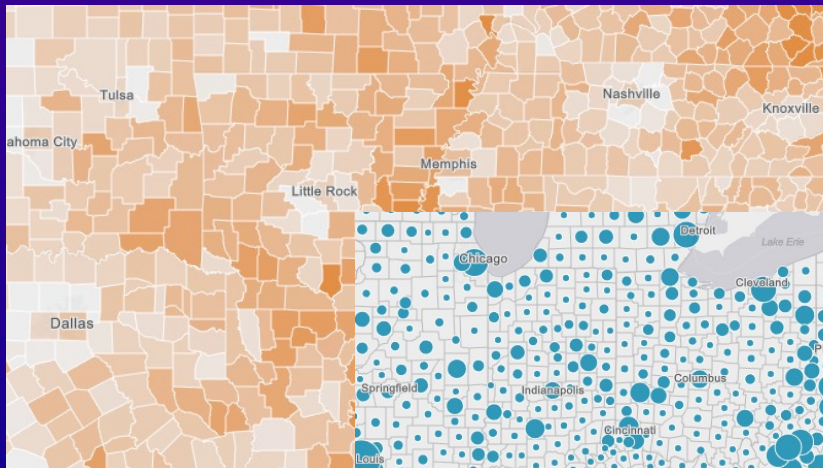 Tulsa
Nashville
Knoxville
ahoma City
Memphis
Little Rock
Detroit
Lake Erie
Chicago
Cleveland
Dallas
P
Columbus
Springfield
Indianapolis
Cincinnati
Louis